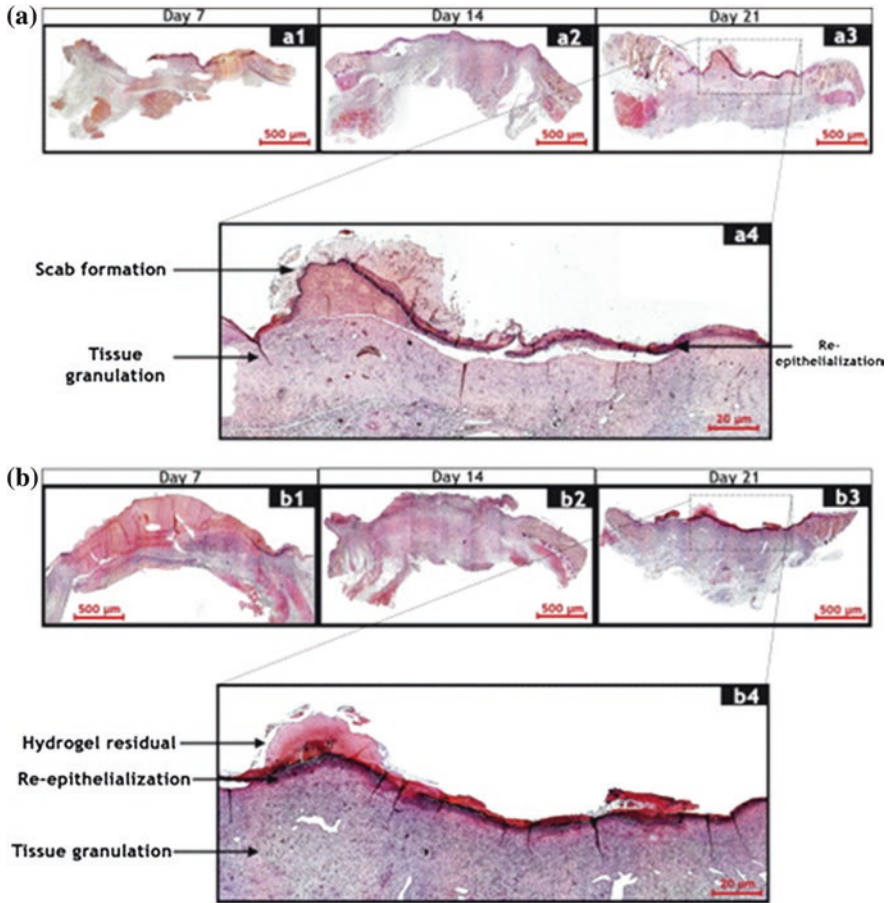 (a)
Day 7 Day 14 Day 21
a1 a2 a3
500 µm 500 µm 500 µm
a4
Scab formation
Tissue
granulation
Re-
epithelialization
20 µm
(b)
Day 7 Day 14 Day 21
b1 b2 b3
500 µm 500 µm 500 µm
b4
Hydrogel residual
Re-epithelialization
Tissue granulation
20 µm